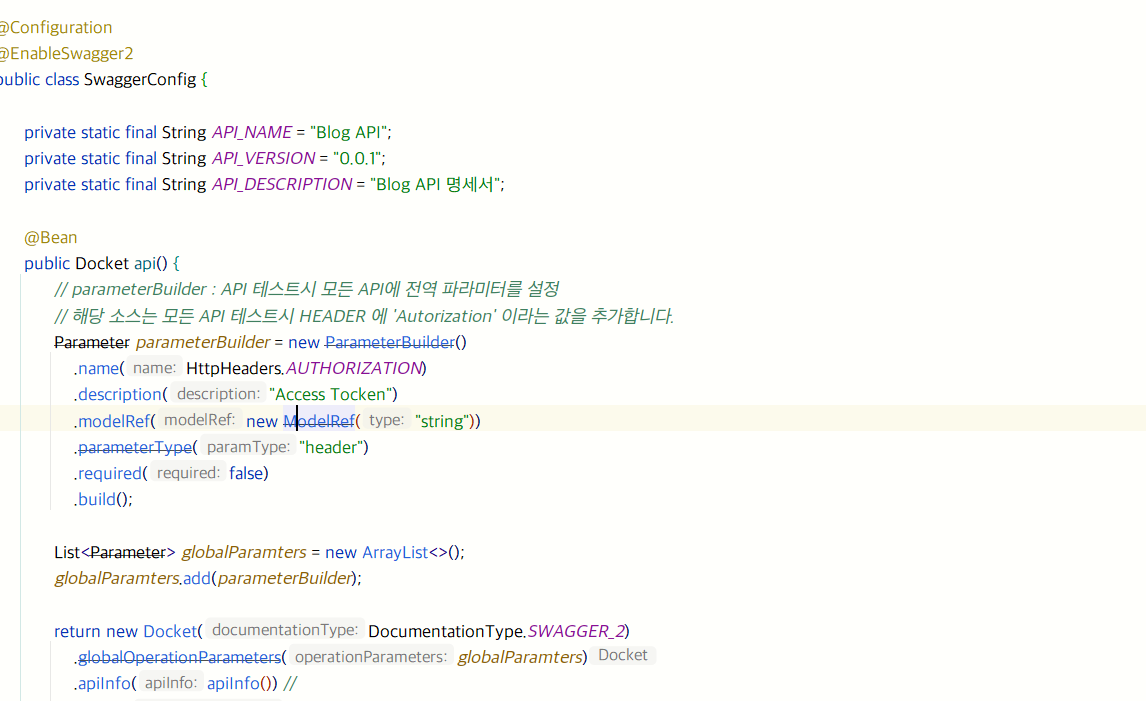 @Configuration
@EnableSwagger2
public class SwaggerConfig {
private static final String API_NAME = "Blog API";
private static final String API_VERSION = "0.0.1";
private static final String API_DESCRIPTION = "Blog API 명세서";
@Bean
public Docket api() {
// parameterBuilder : API 테스트시 모든 API에 전역 파라미터를 설정
// 해당 소스는 모든 API 테스트시 HEADER 에 'Autorization' 이라는 값을 추가합니다.
Parameter parameterBuilder = new ParameterBuilder()
.name( name: HttpHeaders.AUTHORIZATION)
.description( description: "Access Tocken")
.modelRef( modelRef: new ModelRef( type: "string"))
.parameterType( paramType: "header")
.required( required: false)
.build();
List<Parameter> globalParamters = new ArrayList<>();
globalParamters.add(parameterBuilder);
return new Docket( documentationType: DocumentationType.SWAGGER_2)
.globalOperationParameters( operationParameters: globalParamters) Docket
.apiInfo( apiInfo: apiInfo()) //